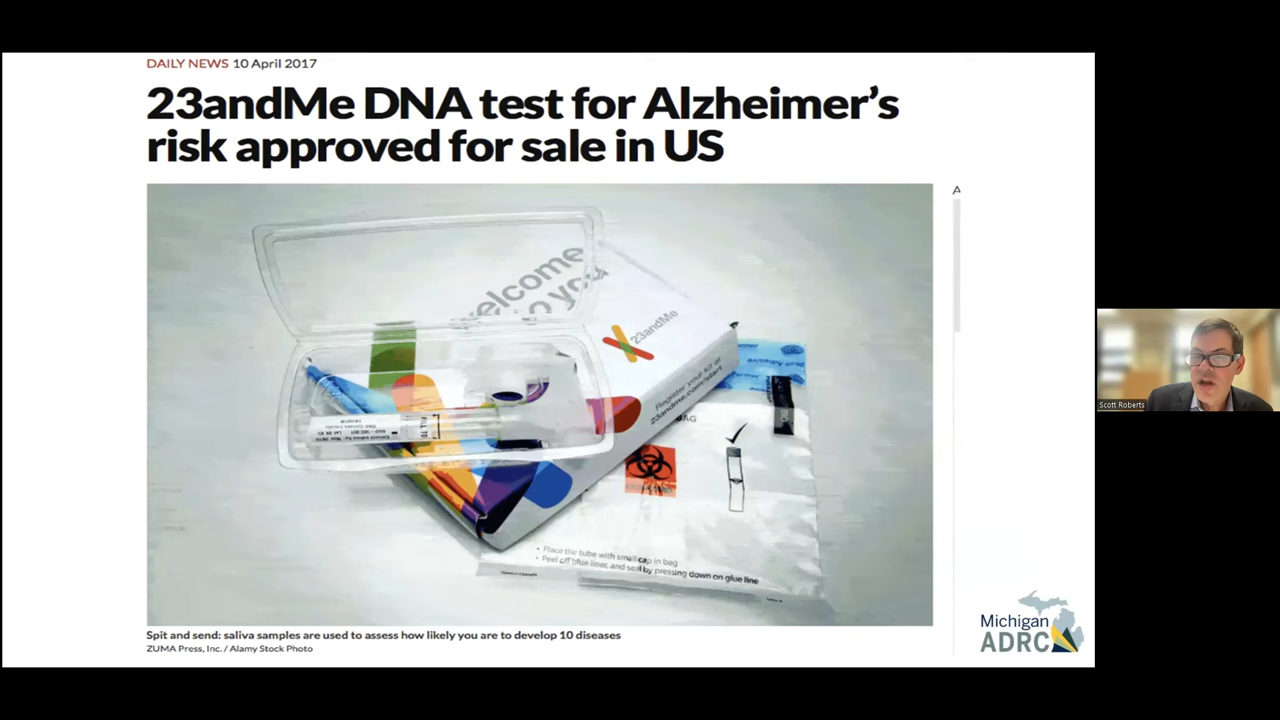 DAILY NEWS 10 April 2017
23andMe DNA test for Alzheimer's
risk approved for sale in US
A
welcome
to you
23andMe
Register your kit at
23andme.com/start
BAG
• Place the tube with small cap in bag
• Peel off blue liner, and seal by pressing down on glue line
Spit and send: saliva samples are used to assess how likely you are to develop 10 diseases
ZUMA Press, Inc. / Alamy Stock Photo
Michigan
ADRC
Scott Roberts